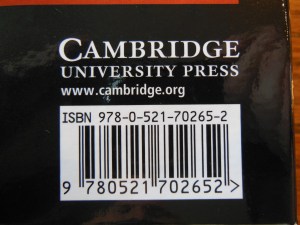 CAMBRIDGE
UNIVERSITY PRESS
www.cambridge.org
ISBN 978-0-521-70265-2
9 780521 702652 >